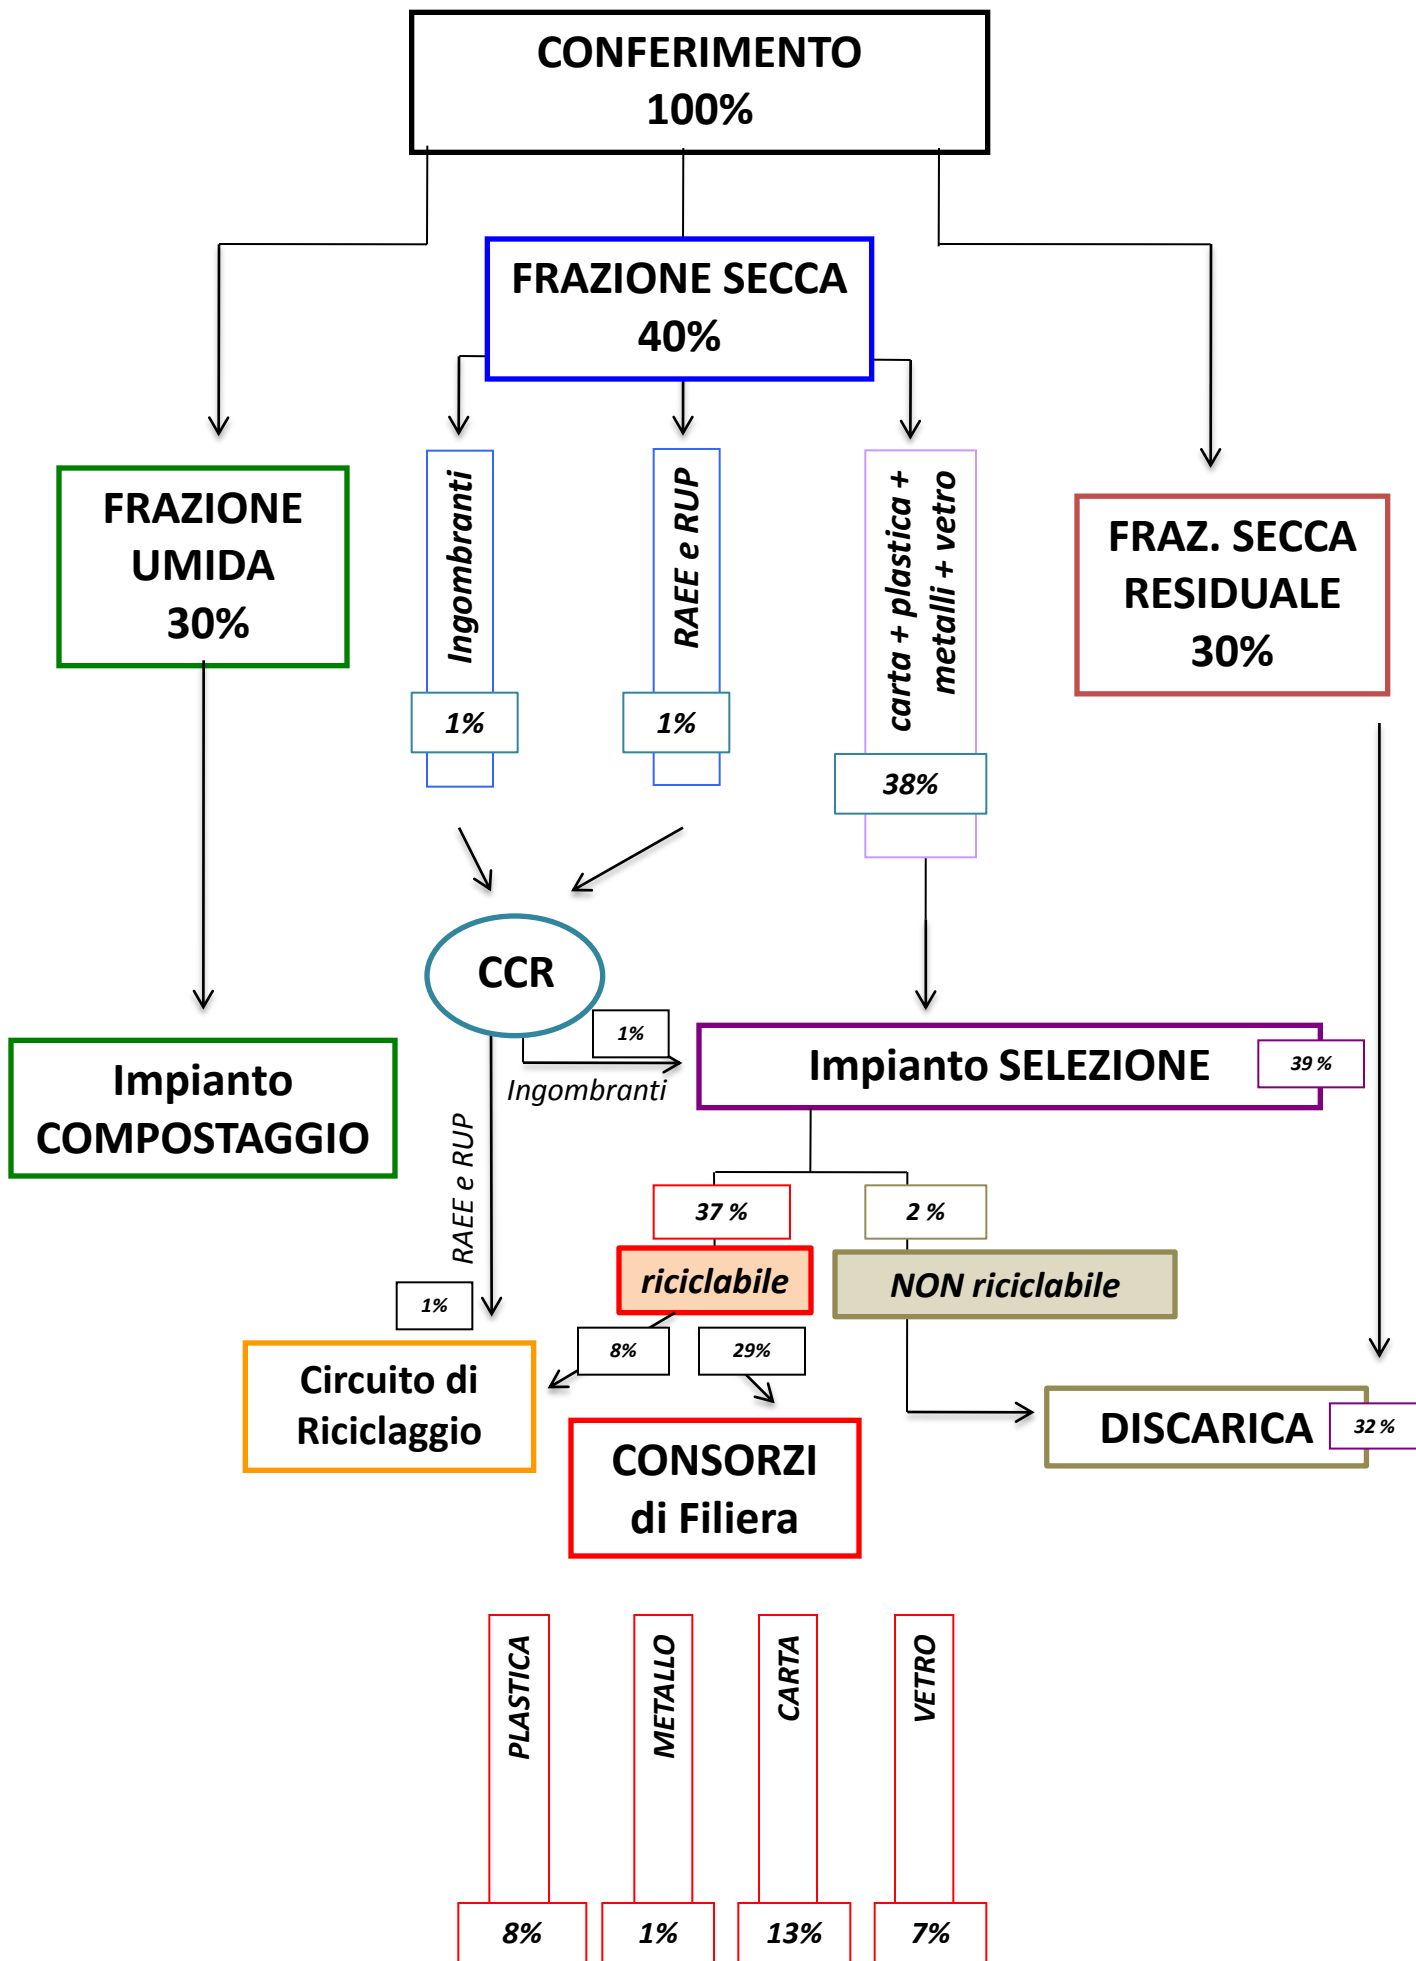 CONFERIMENTO
100%
FRAZIONE SECCA
40%
FRAZIONE
UMIDA
30%
Ingombranti
1%
RAEE e RUP
1%
carta + plastica +
metalli + vetro
38%
FRAZ. SECCA
RESIDUALE
30%
CCR
1%
Ingombranti
Impianto SELEZIONE
39 %
Impianto
COMPOSTAGGIO
RAEE e RUP
1%
37 %
2 %
riciclabile
NON riciclabile
8%
29%
Circuito di
Riciclaggio
CONSORZI
di Filiera
DISCARICA
32 %
PLASTICA
METALLO
CARTA
VETRO
8%
1%
13%
7%